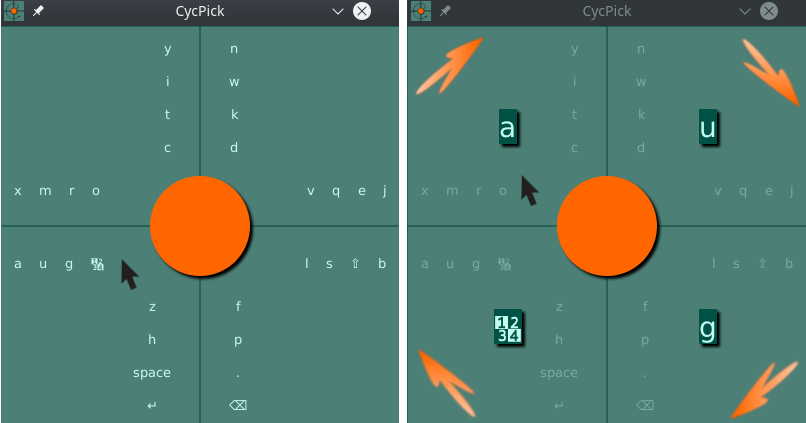 CycPick
y n
i w
t k
c d
x m r o v q e j
a u g 12 34 l s ⇧ b
z f
h p
space .
↵ ⌫
CycPick
y n
i w
a t k u
c d
x m r o v q e j
a u g 12 34 l s ⇧ b
z f
12 34 h p g
space .
↵ ⌫